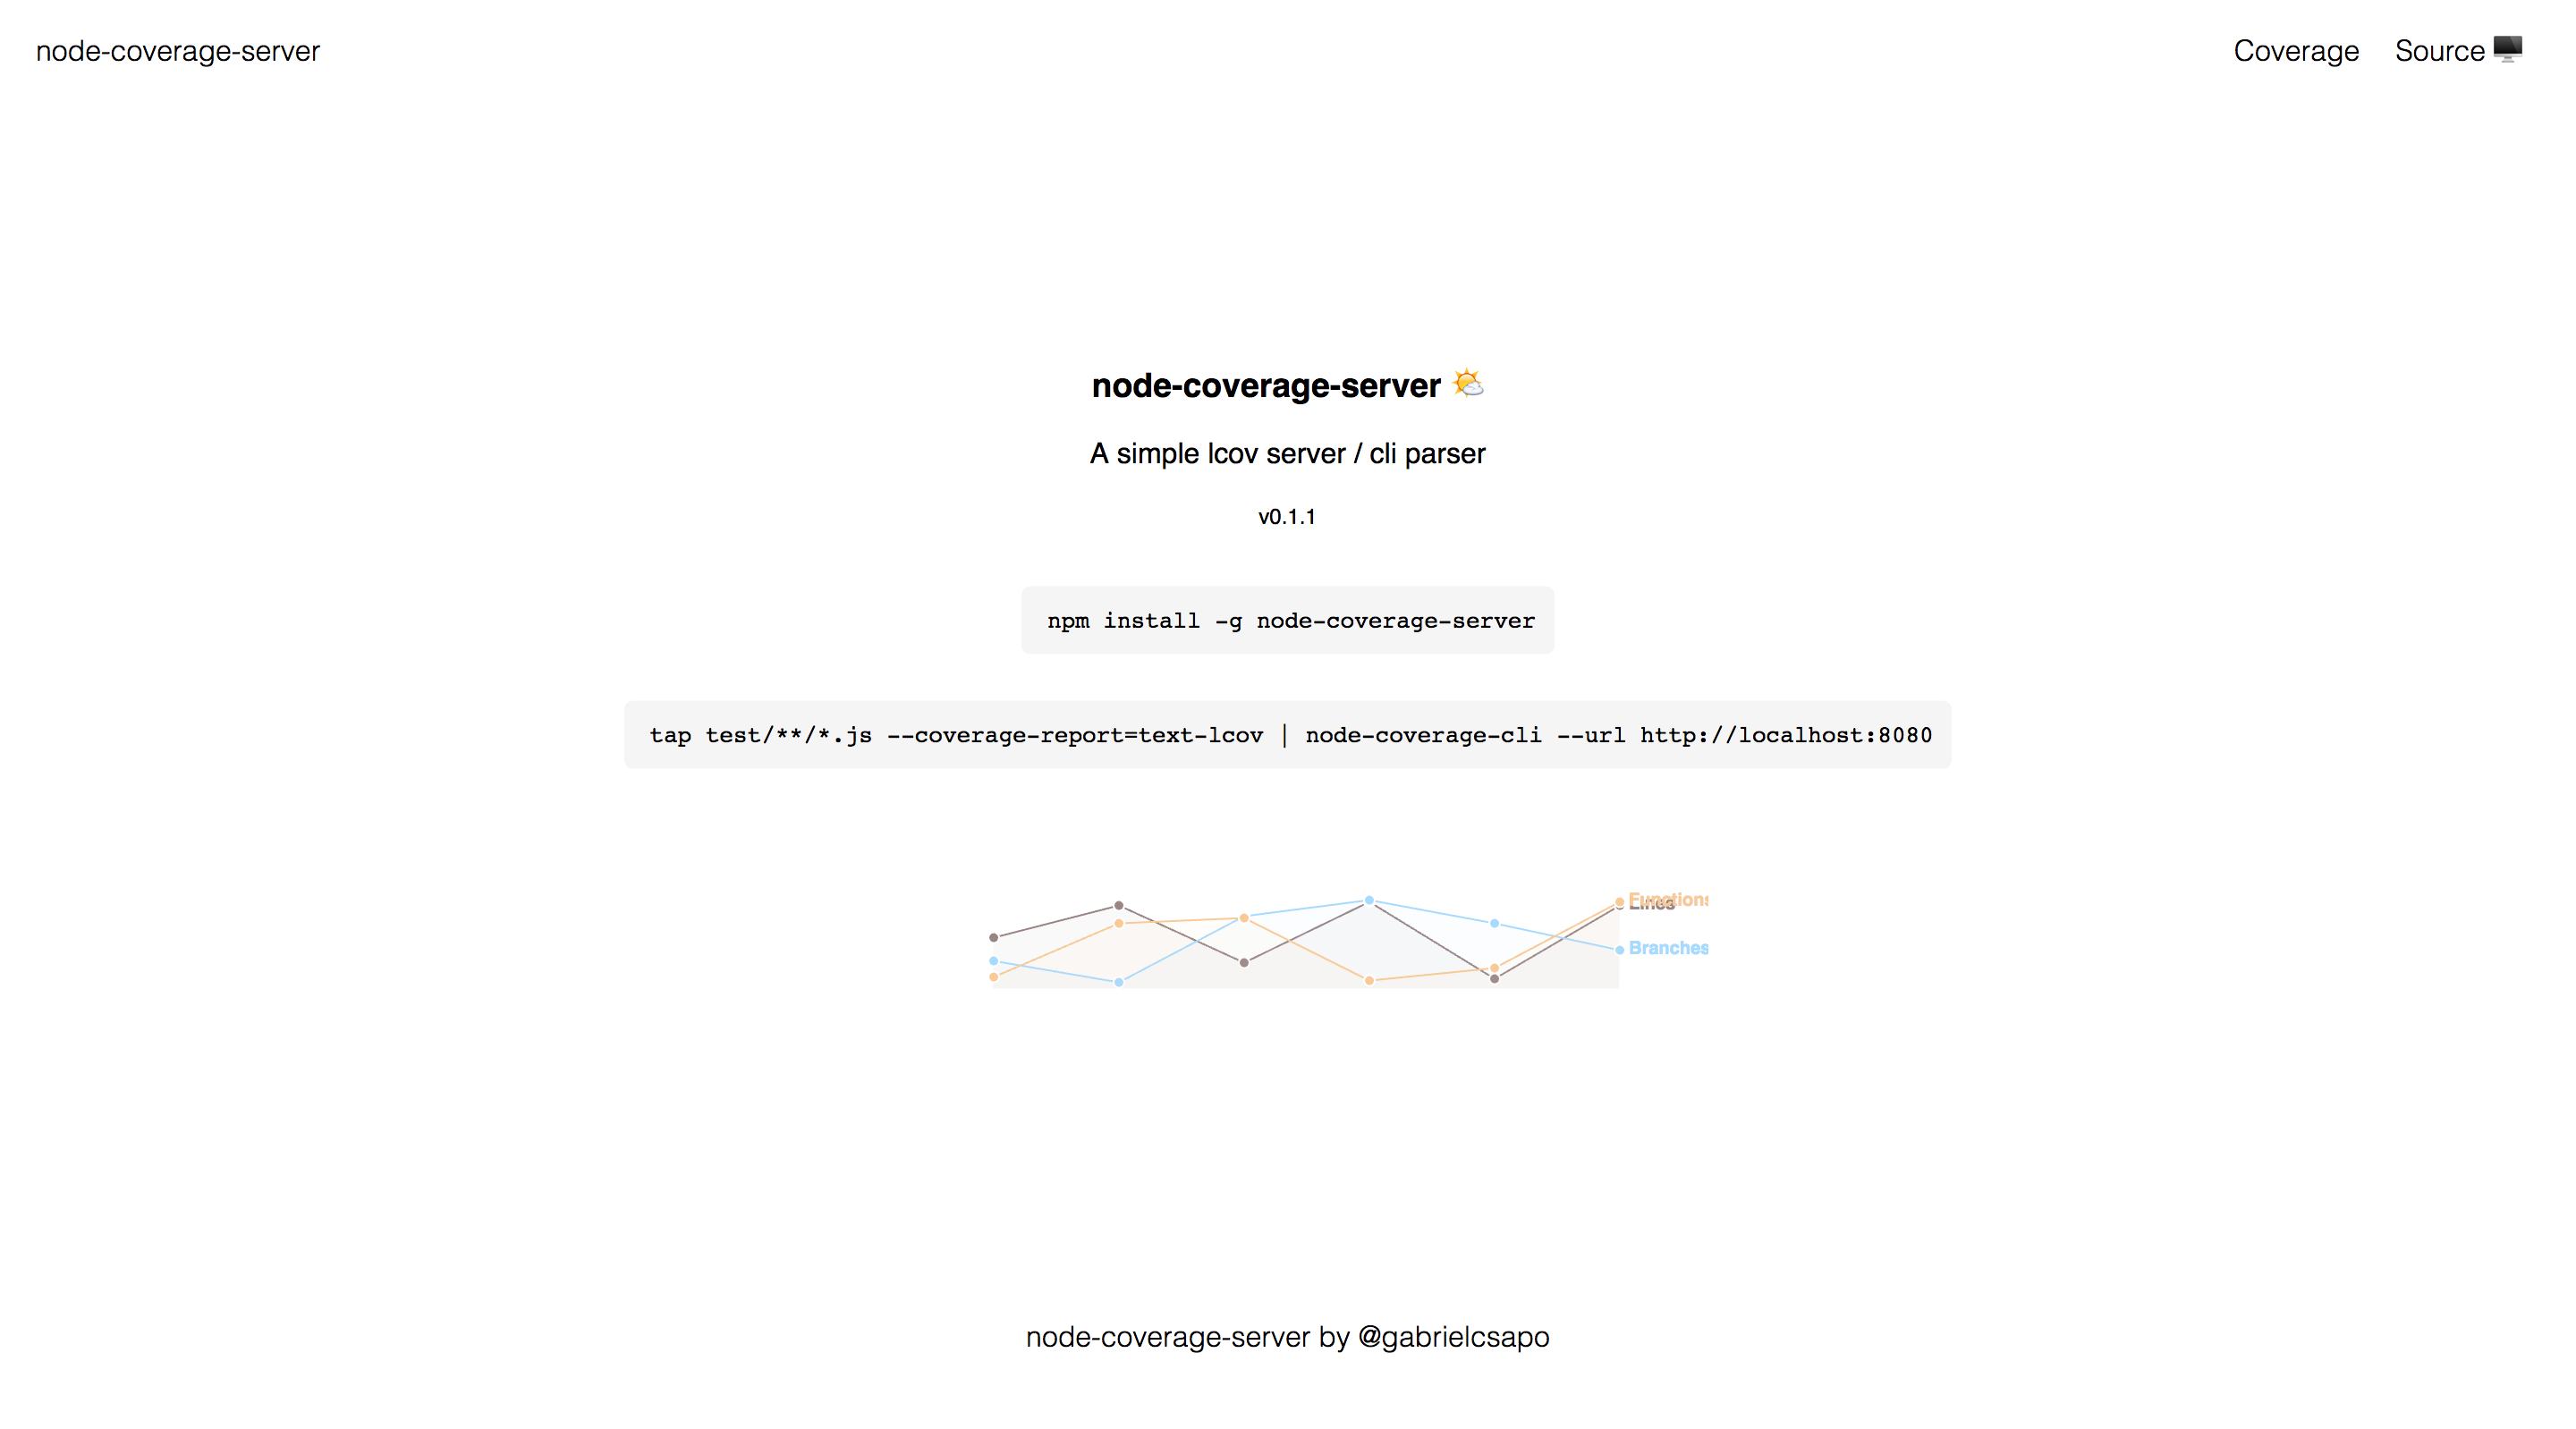 node-coverage-server
Coverage
Source
node-coverage-server
A simple lcov server / cli parser
v0.1.1
npm install -g node-coverage-server
tap test/**/*.js --coverage-report=text-lcov | node-coverage-cli --url http://localhost:8080
Functions
Lines
Branches
node-coverage-server by @gabrielcsapo